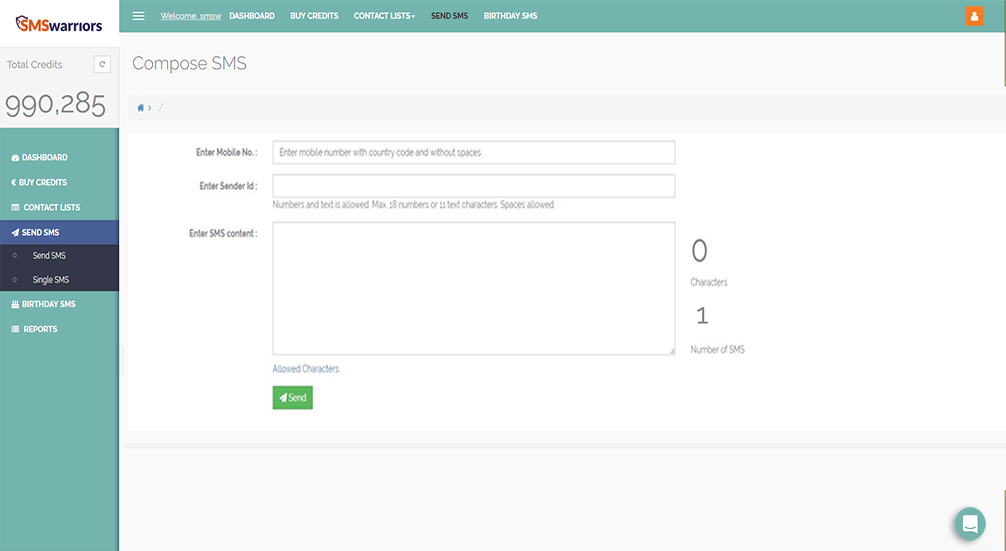 SMSwarriors
Welcome, smsw DASHBOARD BUY CREDITS CONTACT LISTS SEND SMS BIRTHDAY SMS
Total Credits
990,285
DASHBOARD
€ BUY CREDITS
CONTACT LISTS
SEND SMS
Send SMS
Single SMS
BIRTHDAY SMS
REPORTS
Compose SMS
/
Enter Mobile No. : Enter mobile number with country code and without spaces
Enter Sender Id :
Numbers and text is allowed. Max. 18 numbers or 11 text characters. Spaces allowed.
Enter SMS content :
0
Characters
1
Number of SMS
Allowed Characters
Send